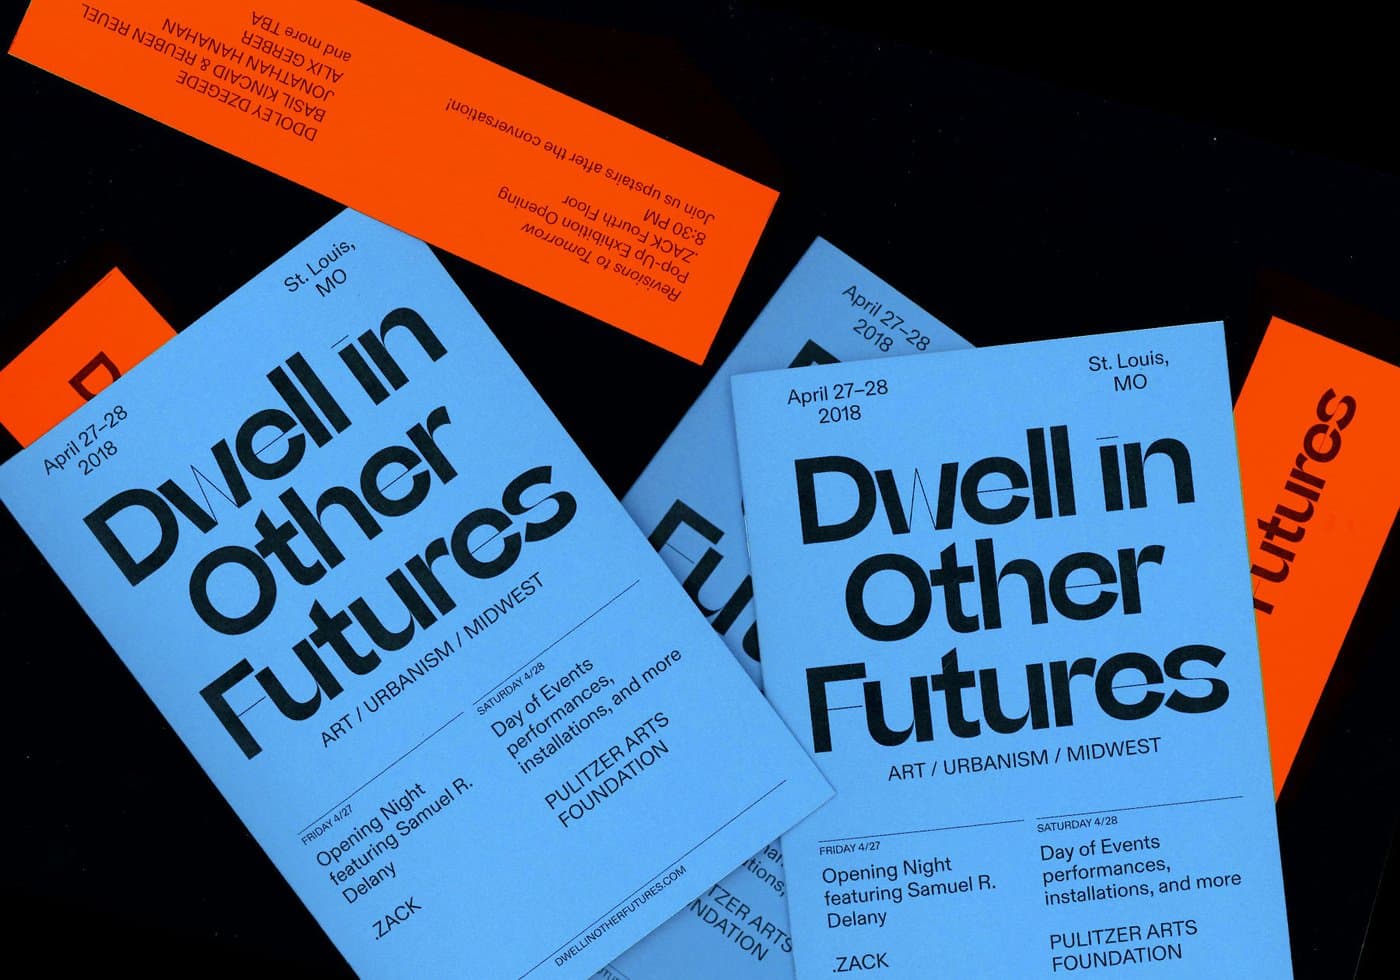 DDOLEY DZEGEDE
BASIL KINCAID & REUBEN REUEL
JONATHAN HANAHAN
ALIX GERBER
and more TBA
Revisions to Tomorrow
Pop-Up Exhibition Opening
.ZACK Fourth Floor
8:30 PM
Join us upstairs after the conversation!
D
April 27–28
2018
St. Louis,
MO
Dwell in
Other
Futures
ART / URBANISM / MIDWEST
FRIDAY 4/27
Opening Night
featuring Samuel R.
Delany
.ZACK
SATURDAY 4/28
Day of Events
performances,
installations, and more
PULITZER ARTS
FOUNDATION
DWELLINOTHERFUTURES.COM
April 27–28
2018
Fu
April 27–28
2018
St. Louis,
MO
Dwell in
Other
Futures
ART / URBANISM / MIDWEST
FRIDAY 4/27
Opening Night
featuring Samuel R.
Delany
.ZACK
SATURDAY 4/28
Day of Events
performances,
installations, and more
PULITZER ARTS
FOUNDATION
Futures